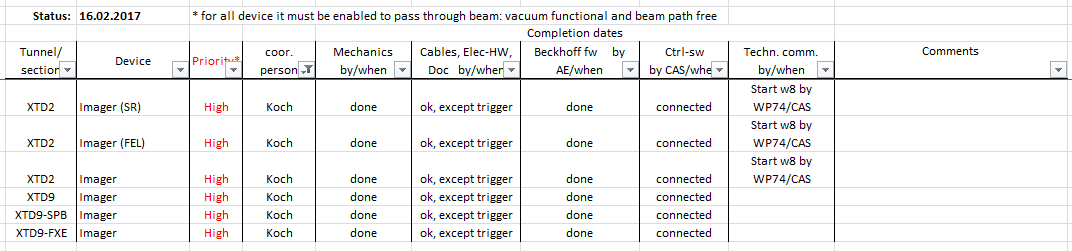 Status: 16.02.2017 * for all device it must be enabled to pass through beam: vacuum functional and beam path free
Completion dates
Tunnel/ section Device Priority* coor. person Mechanics by/when Cables, Elec-HW, Doc by/when Beckhoff fw by AE/when Ctrl-sw by CAS/whe Techn. comm. by/when Comments
XTD2 Imager (SR) High Koch done ok, except trigger done connected Start w8 by WP74/CAS
XTD2 Imager (FEL) High Koch done ok, except trigger done connected Start w8 by WP74/CAS
XTD2 Imager High Koch done ok, except trigger done connected Start w8 by WP74/CAS
XTD9 Imager High Koch done ok, except trigger done connected
XTD9-SPB Imager High Koch done ok, except trigger done connected
XTD9-FXE Imager High Koch done ok, except trigger done connected